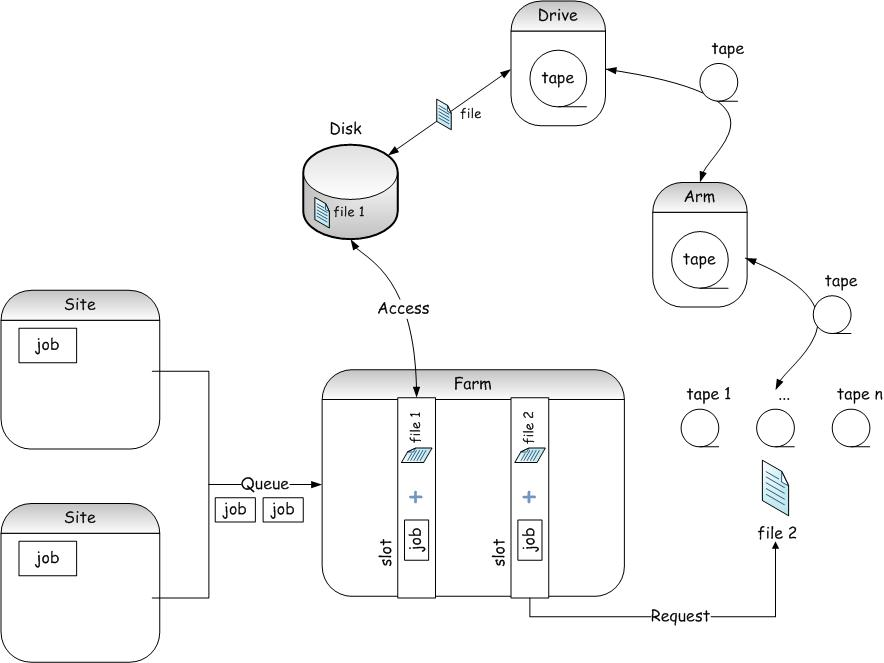 Drive
tape
tape
file
Disk
file 1
Arm
tape
tape
Access
Site
job
Farm
tape 1
...
tape n
file 1
file 2
Queue
job
job
+
+
slot
job
slot
job
file 2
Site
job
Request